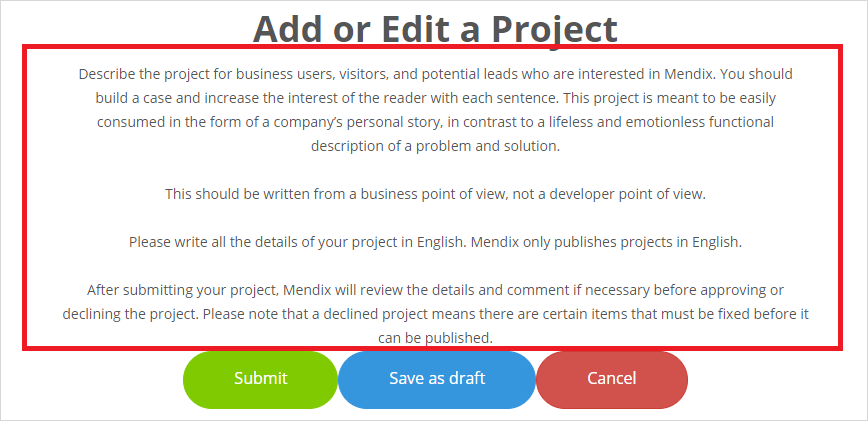 Add or Edit a Project
Describe the project for business users, visitors, and potential leads who are interested in Mendix. You should
build a case and increase the interest of the reader with each sentence. This project is meant to be easily
consumed in the form of a company’s personal story, in contrast to a lifeless and emotionless functional
description of a problem and solution.
This should be written from a business point of view, not a developer point of view.
Please write all the details of your project in English. Mendix only publishes projects in English.
After submitting your project, Mendix will review the details and comment if necessary before approving or
declining the project. Please note that a declined project means there are certain items that must be fixed before it
can be published.
Submit
Save as draft
Cancel